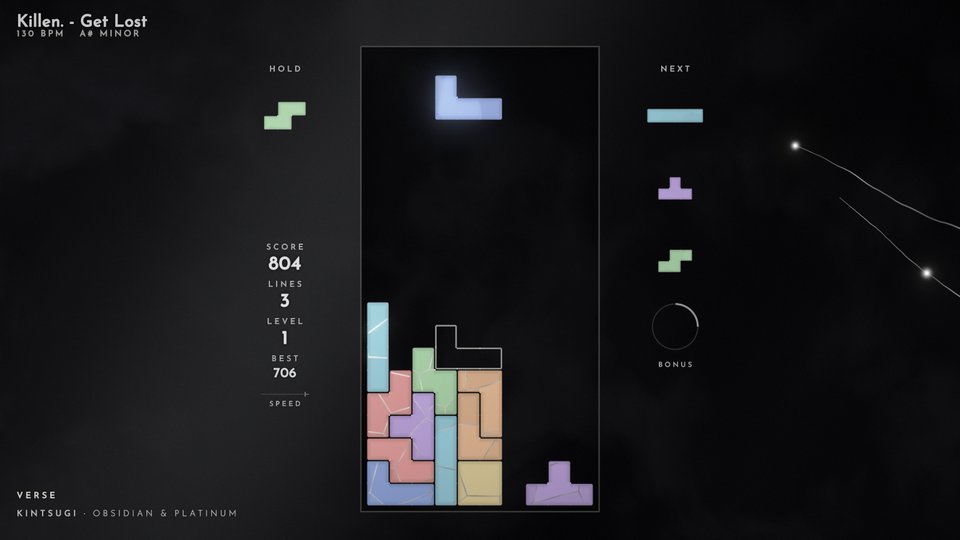 Killen. - Get Lost
130 BPM A# MINOR
HOLD
NEXT
SCORE
804
LINES
3
LEVEL
1
BEST
706
SPEED
BONUS
VERSE
KINTSUGI · OBSIDIAN & PLATINUM